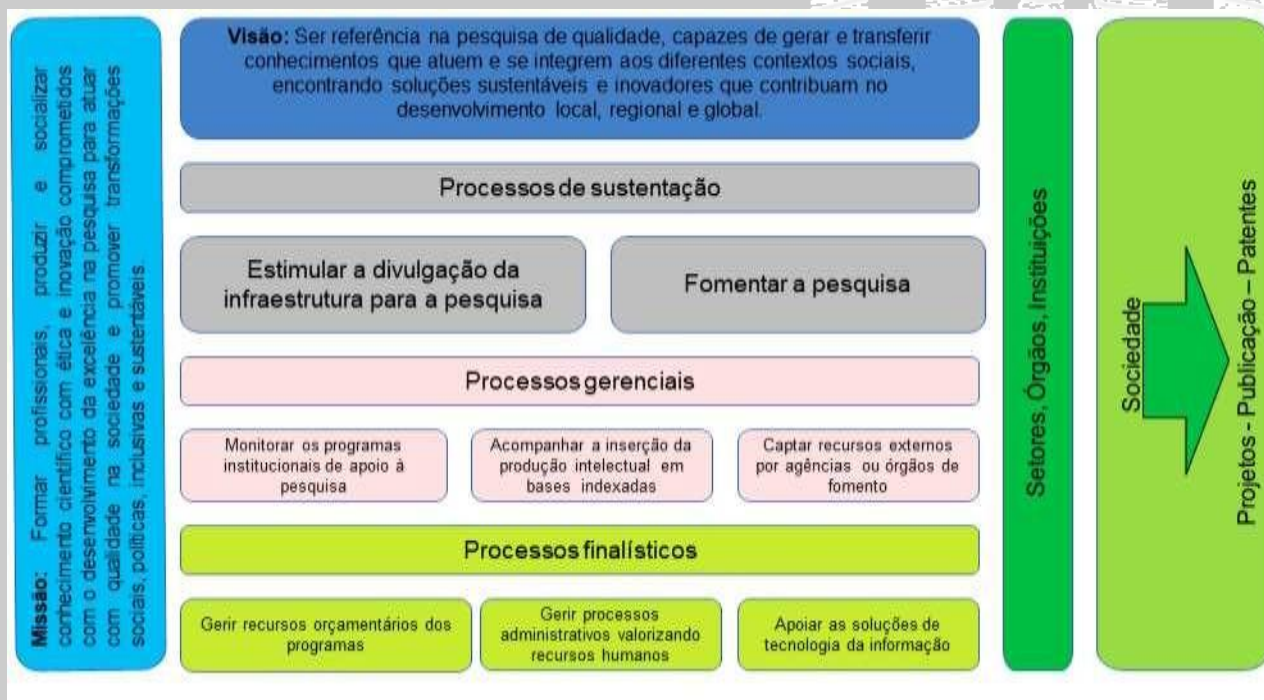 Missão: Formar profissionais, produzir e socializar
conhecimento científico com ética e inovação comprometidos
com o desenvolvimento da excelência na pesquisa para atuar
com qualidade na sociedade e promover transformações
sociais, políticas, inclusivas e sustentáveis.
Visão: Ser referência na pesquisa de qualidade, capazes de gerar e transferir
conhecimentos que atuem e se integrem aos diferentes contextos sociais,
encontrando soluções sustentáveis e inovadores que contribuam no
desenvolvimento local, regional e global.
Processos de sustentação
Estimular a divulgação da
infraestrutura para a pesquisa
Fomentar a pesquisa
Processos gerenciais
Monitorar os programas
institucionais de apoio à
pesquisa
Acompanhar a inserção da
produção intelectual em
bases indexadas
Captar recursos externos
por agências ou órgãos de
fomento
Processos finalísticos
Gerir recursos orçamentários dos
programas
Gerir processos
administrativos valorizando
recursos humanos
Apoiar as soluções de
tecnologia da informação
Setores, Órgãos, Instituições
Sociedade
Projetos - Publicação – Patentes